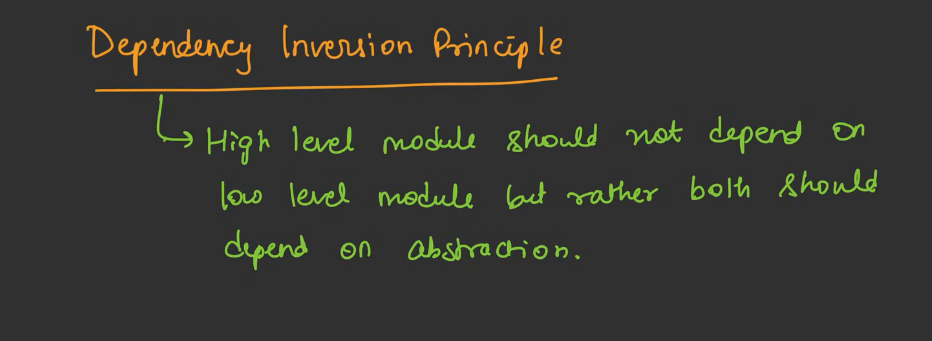 Dependency Inversion Principle
High level module should not depend on
low level module but rather both should
depend on abstraction.